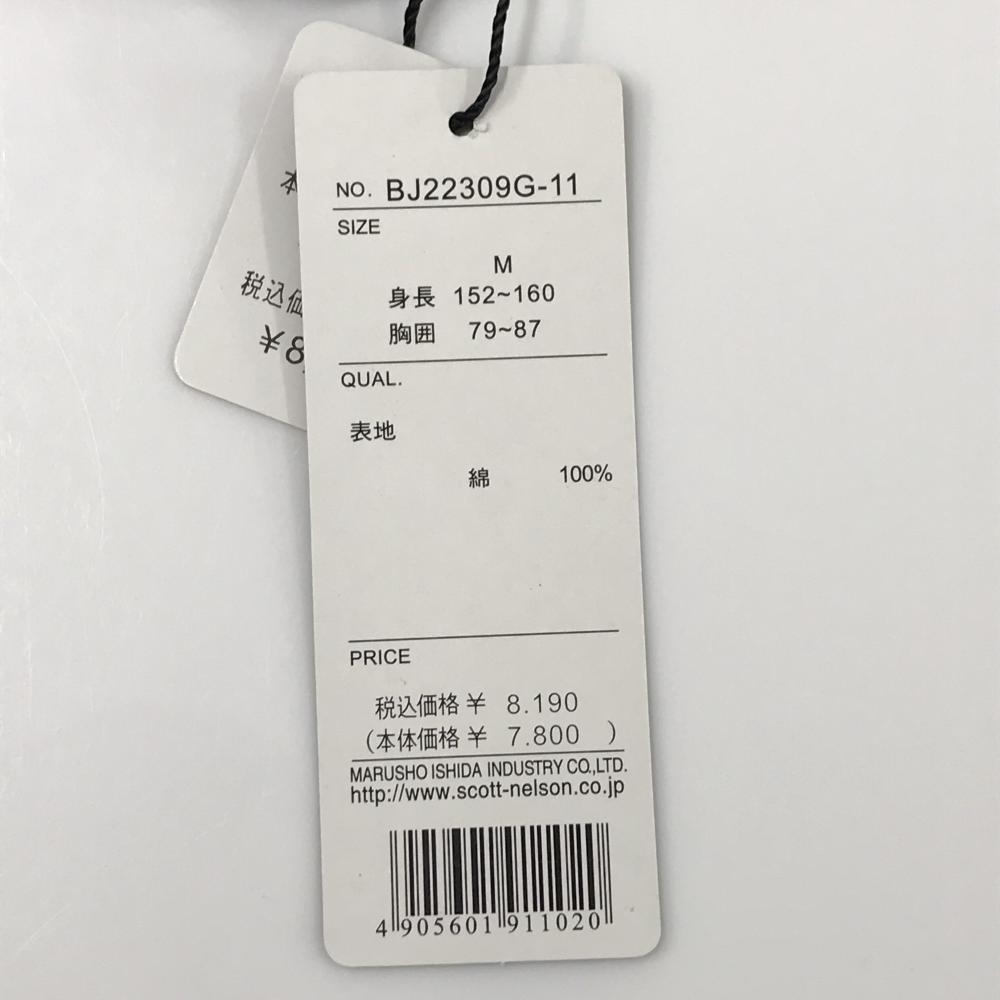 NO. BJ22309G-11
SIZE
M
身長 152~160
胸囲 79~87
QUAL.
表地
綿 100%
PRICE
税込価格 ¥ 8.190
(本体価格 ¥ 7.800 )
MARUSHO ISHIDA INDUSTRY CO.,LTD.
http://www.scott-nelson.co.jp
4 905601 911020
本
税込価
¥8